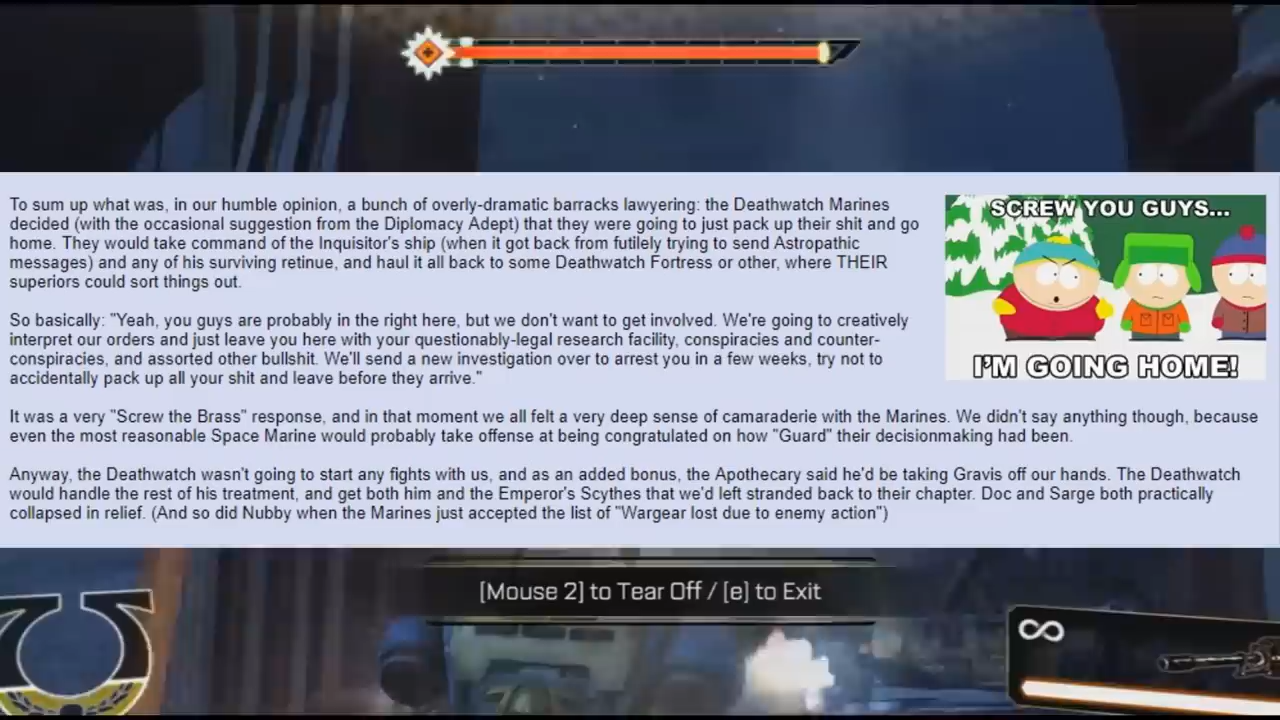 To sum up what was, in our humble opinion, a bunch of overly-dramatic barracks lawyering: the Deathwatch Marines
decided (with the occasional suggestion from the Diplomacy Adept) that they were going to just pack up their shit and go
home. They would take command of the Inquisitor's ship (when it got back from futilely trying to send Astropathic
messages) and any of his surviving retinue, and haul it all back to some Deathwatch Fortress or other, where THEIR
superiors could sort things out.
SCREW YOU GUYS...
I'M GOING HOME!
So basically: "Yeah, you guys are probably in the right here, but we don't want to get involved. We're going to creatively
interpret our orders and just leave you here with your questionably-legal research facility, conspiracies and counter-
conspiracies, and assorted other bullshit. We'll send a new investigation over to arrest you in a few weeks, try not to
accidentally pack up all your shit and leave before they arrive."
It was a very "Screw the Brass" response, and in that moment we all felt a very deep sense of camaraderie with the Marines. We didn't say anything though, because
even the most reasonable Space Marine would probably take offense at being congratulated on how "Guard" their decisionmaking had been.
Anyway, the Deathwatch wasn't going to start any fights with us, and as an added bonus, the Apothecary said he'd be taking Gravis off our hands. The Deathwatch
would handle the rest of his treatment, and get both him and the Emperor's Scythes that we'd left stranded back to their chapter. Doc and Sarge both practically
collapsed in relief. (And so did Nubby when the Marines just accepted the list of "Wargear lost due to enemy action")
[Mouse 2] to Tear Off / [e] to Exit
∞